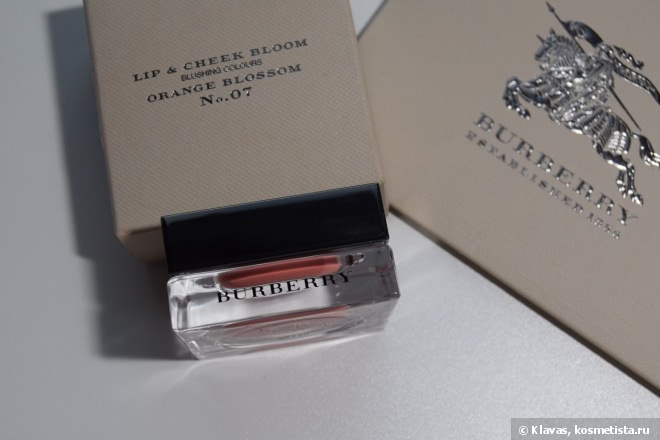 LIP & CHEEK BLOOM
BLUSHING COLOURS
ORANGE BLOSSOM
No.07
BURBERRY
ESTABLISHED 1856
BURBERRY
© Klavas, kosmetista.ru